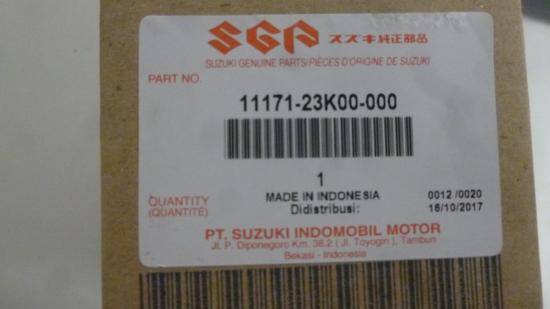 SGP スズキ純正部品
SUZUKI GENUINE PARTS/PIÈCES D'ORIGINE DE SUZUKI
PART NO.
11171-23K00-000
1
QUANTITY
(QUANTITÉ)
MADE IN INDONESIA 0012 /0020
Didistribusi: 16/10/2017
PT. SUZUKI INDOMOBIL MOTOR
Jl. P. Diponegoro Km. 38.2 ( Jl. Toyogiri ), Tambun
Bekasi - Indonesia